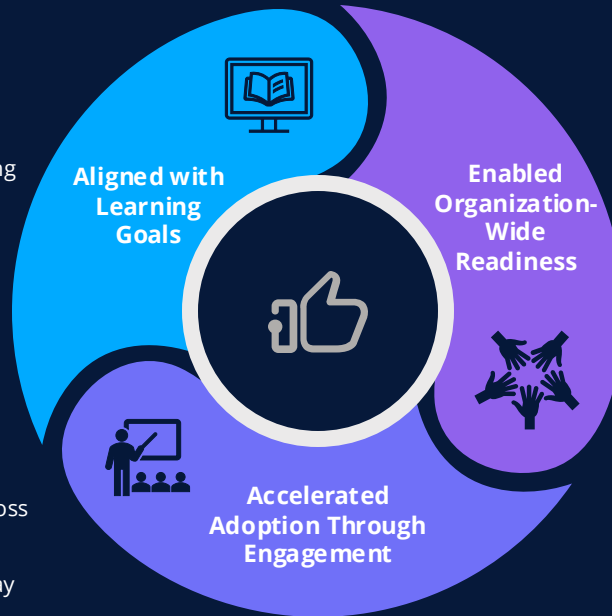 Aligned with
Learning
Goals
Enabled
Organization-
Wide
Readiness
Accelerated
Adoption Through
Engagement